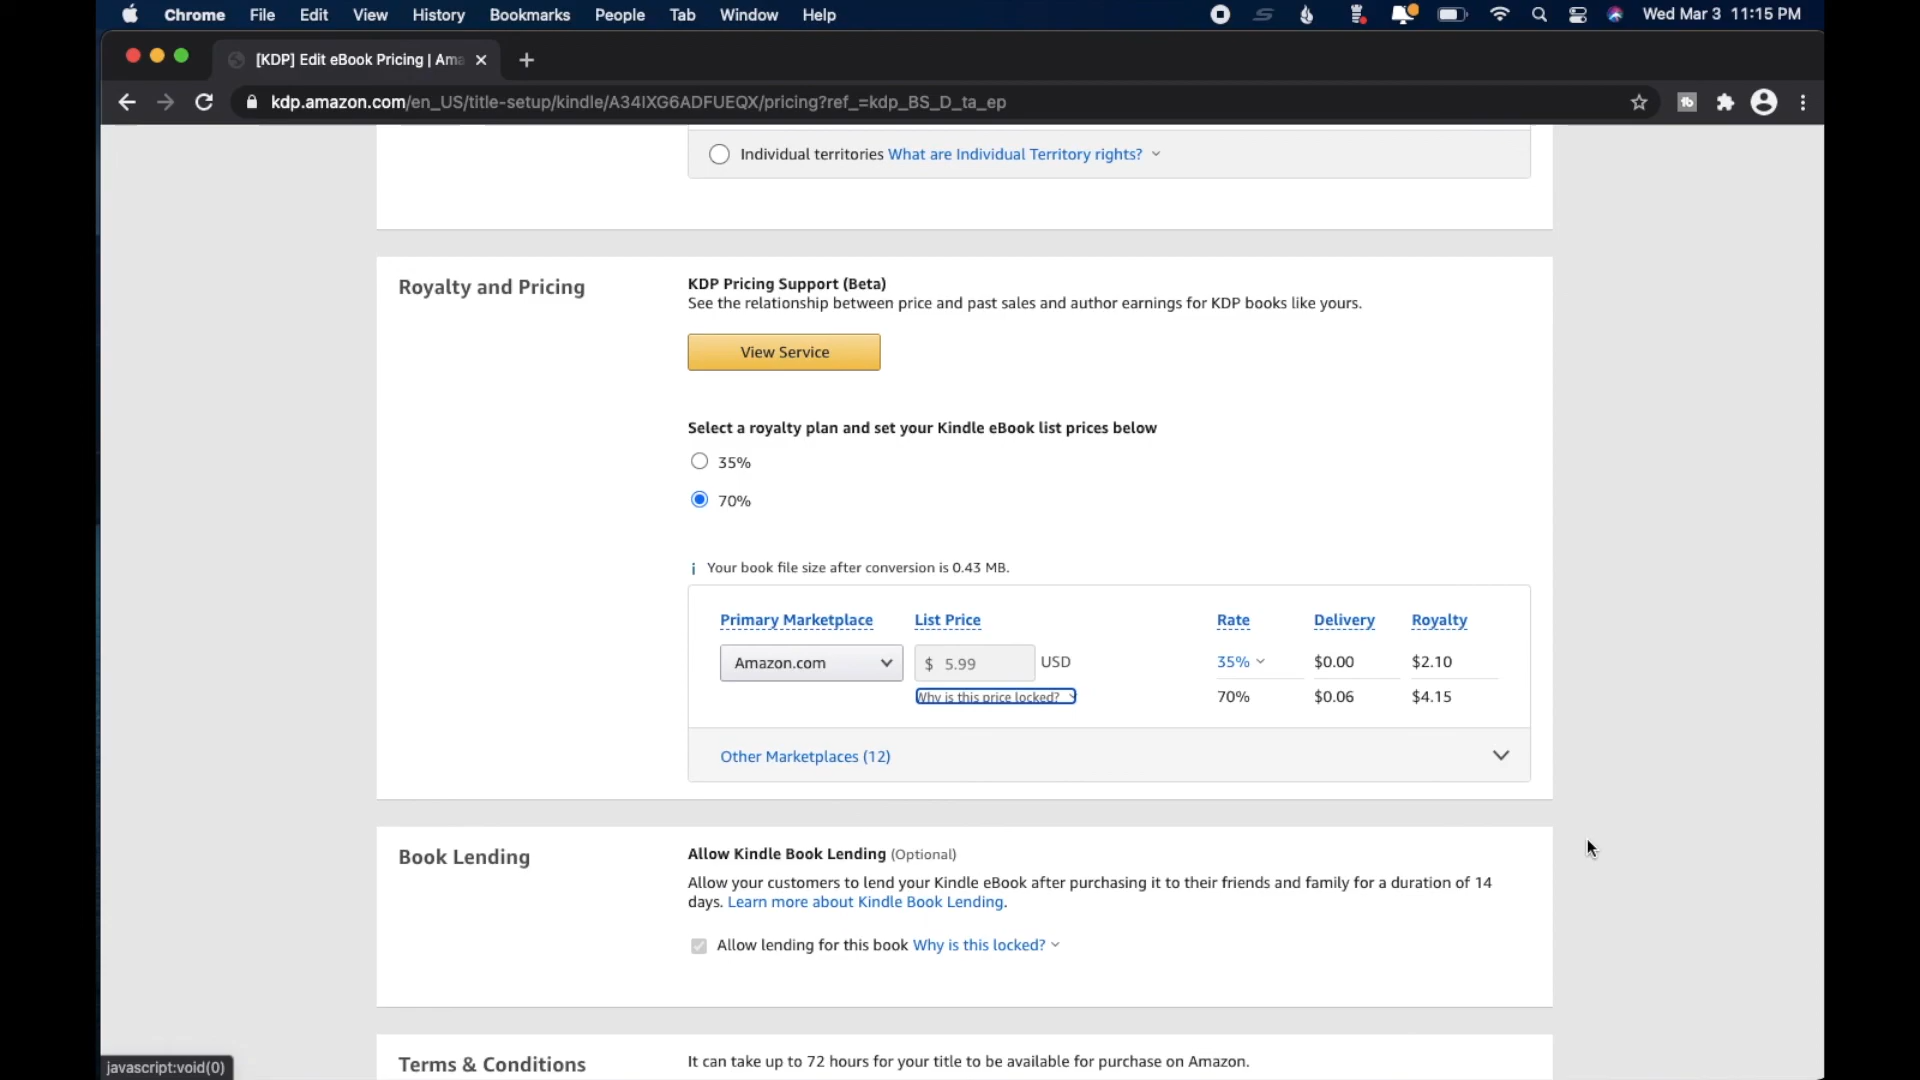 Chrome File Edit View History Bookmarks People Tab Window Help Wed Mar 3 11:15 PM
[KDP] Edit eBook Pricing | Ama
kdp.amazon.com/en_US/title-setup/kindle/A34IXG6ADFUEQX/pricing?ref_=kdp_BS_D_ta_ep
Individual territories What are Individual Territory rights?
Royalty and Pricing
KDP Pricing Support (Beta)
See the relationship between price and past sales and author earnings for KDP books like yours.
View Service
Select a royalty plan and set your Kindle eBook list prices below
35%
70%
i Your book file size after conversion is 0.43 MB.
Primary Marketplace List Price Rate Delivery Royalty
Amazon.com $ 5.99 USD 35% $0.00 $2.10
Why is this price locked? 70% $0.06 $4.15
Other Marketplaces (12)
Book Lending
Allow Kindle Book Lending (Optional)
Allow your customers to lend your Kindle eBook after purchasing it to their friends and family for a duration of 14
days. Learn more about Kindle Book Lending.
Allow lending for this book Why is this locked?
Terms & Conditions
It can take up to 72 hours for your title to be available for purchase on Amazon.
javascript:void(0)